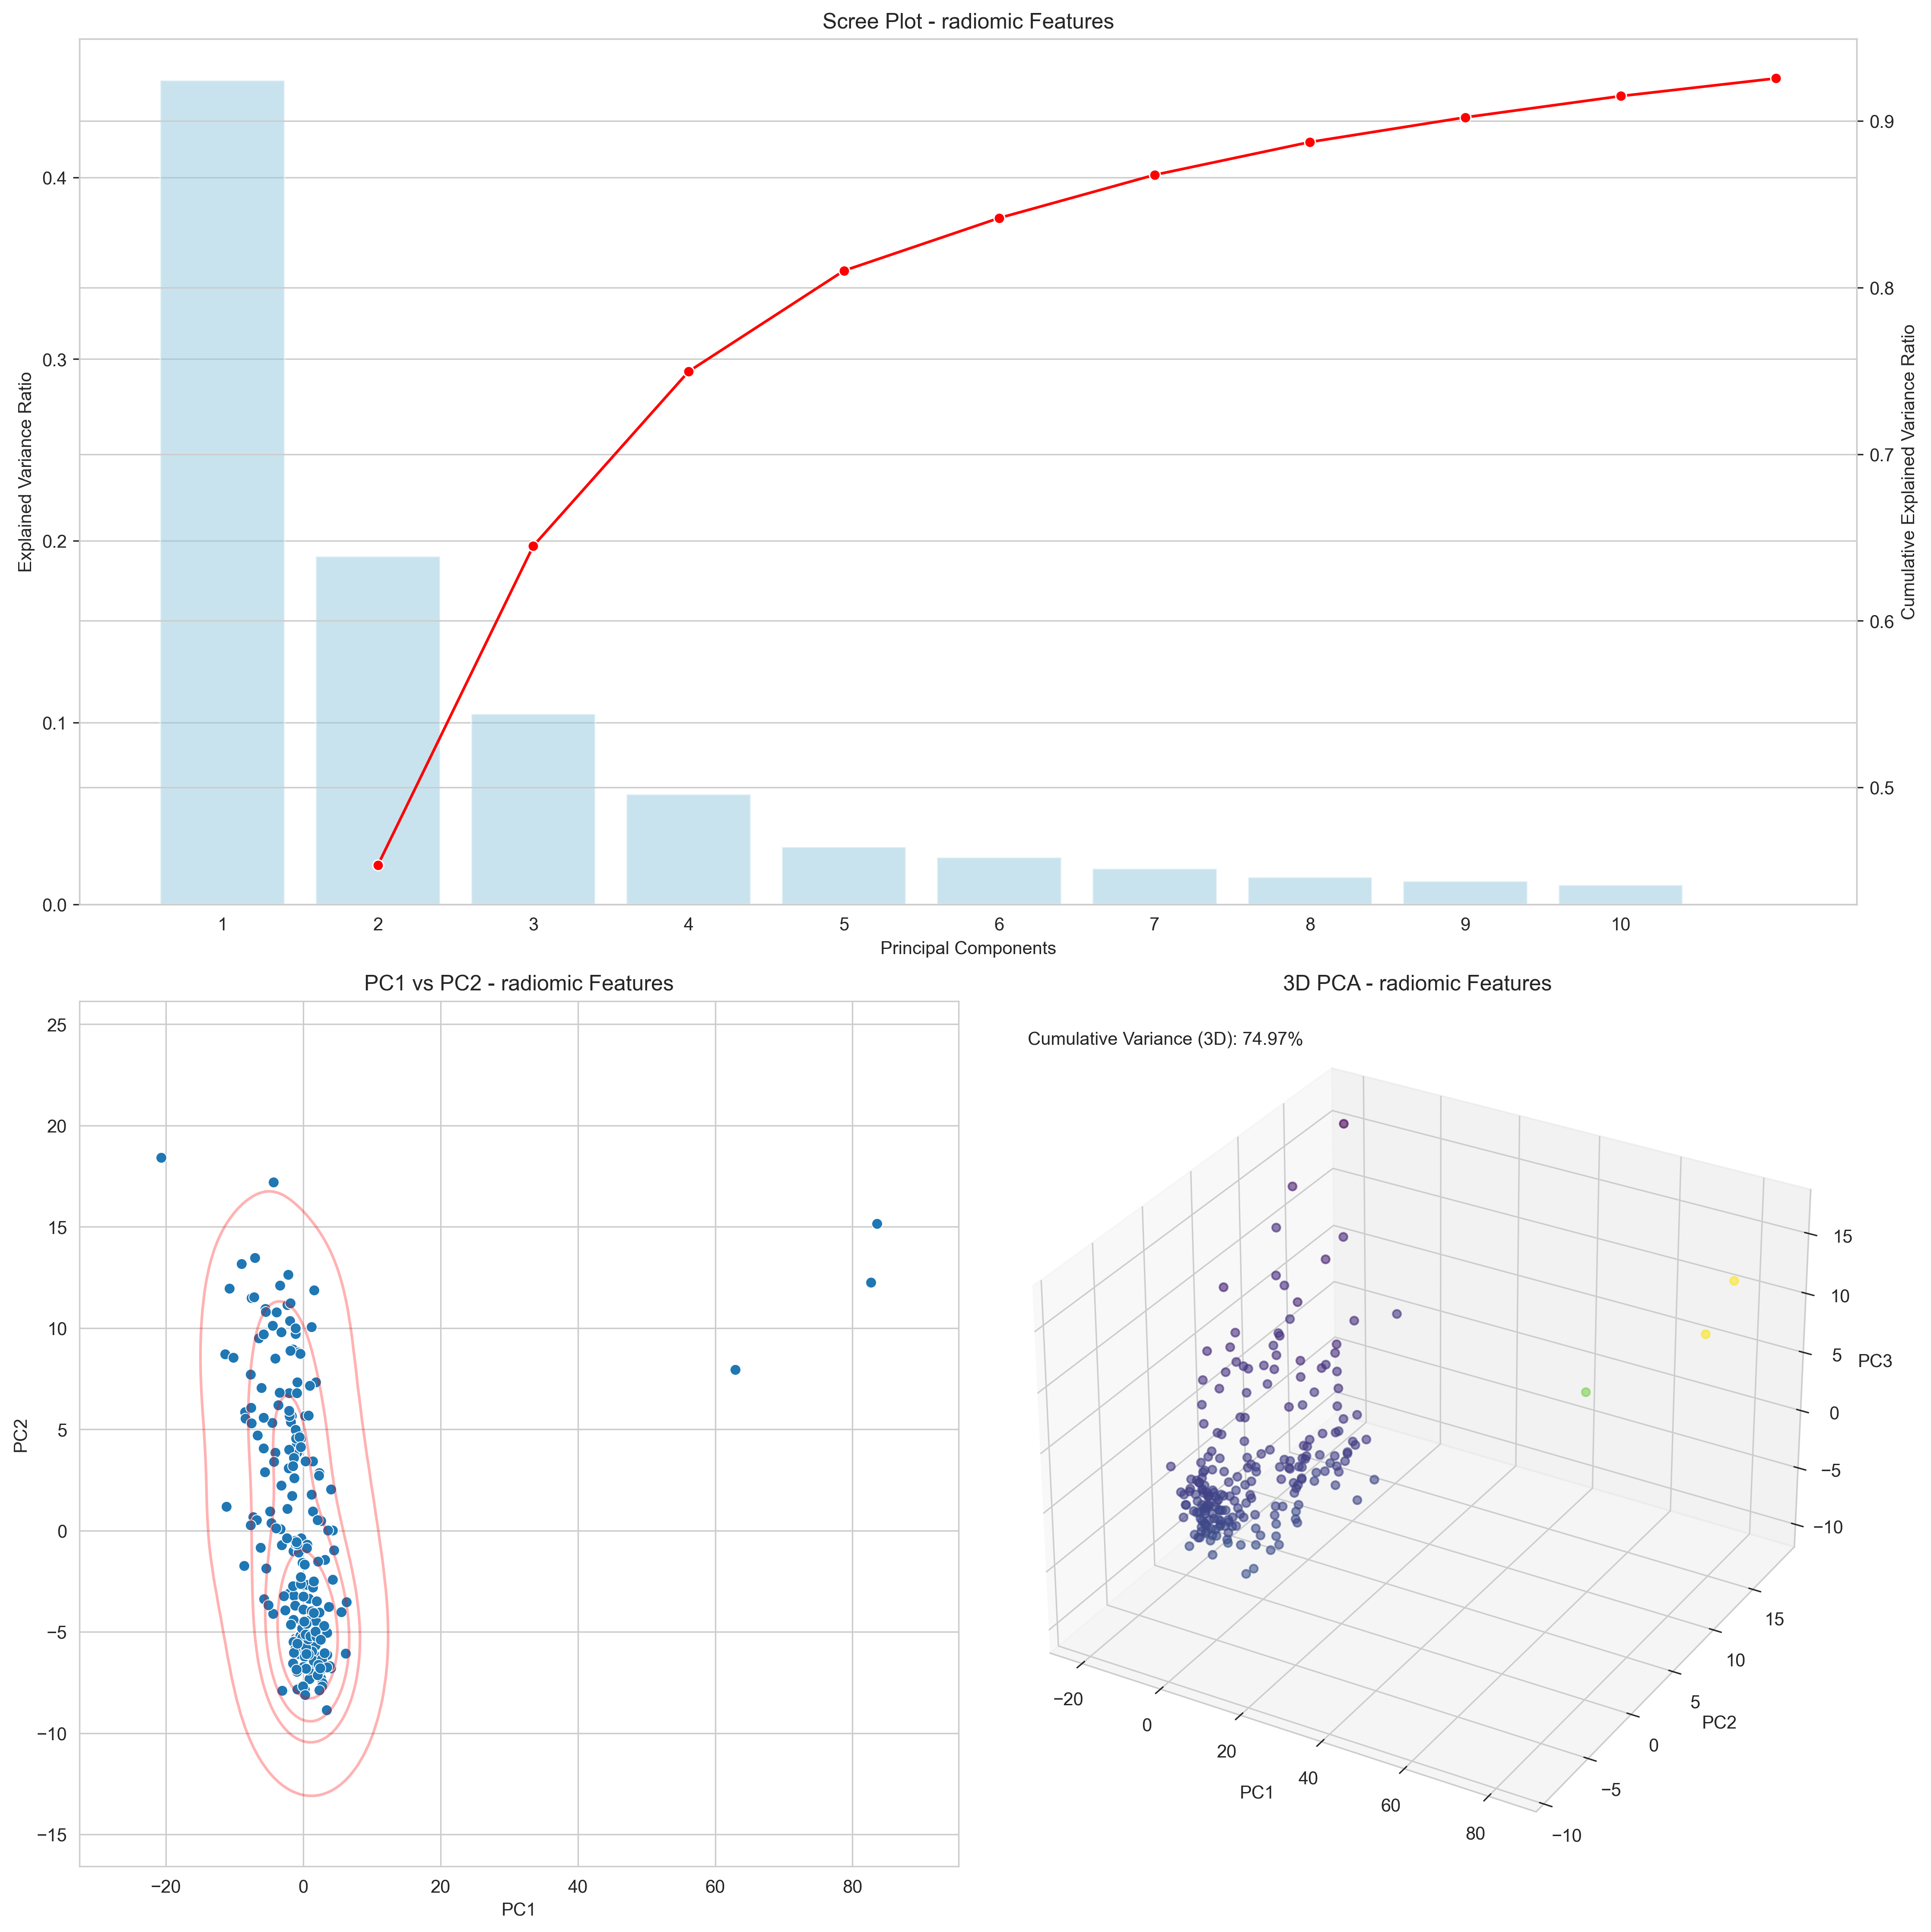 Scree Plot - radiomic Features
Explained Variance Ratio
0.4
0.3
0.2
0.1
0.0
1 2 3 4 5 6 7 8 9 10
Principal Components
0.9
0.8
0.7
0.6
0.5
Cumulative Explained Variance Ratio
PC1 vs PC2 - radiomic Features
PC2
25
20
15
10
5
0
−5
−10
−15
−20 0 20 40 60 80
PC1
3D PCA - radiomic Features
Cumulative Variance (3D): 74.97%
15
10
5
0
−5
−10
PC3
15
10
5
0
−5
−10
PC2
−20
0
20
40
60
80
PC1